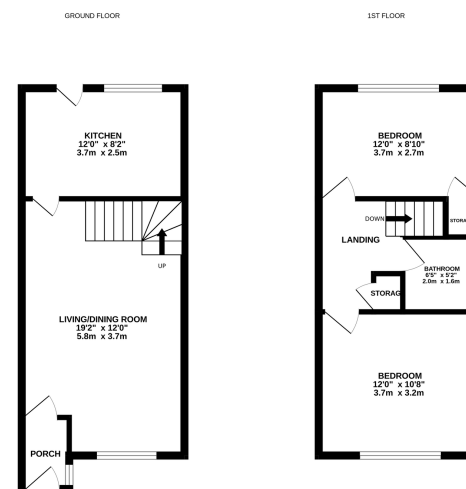 GROUND FLOOR
KITCHEN
12'0" x 8'2"
3.7m x 2.5m
UP
LIVING/DINING ROOM
19'2" x 12'0"
5.8m x 3.7m
PORCH
1ST FLOOR
BEDROOM
12'0" x 8'10"
3.7m x 2.7m
DOWN
STORA
LANDING
BATHROOM
6'5" x 5'2"
2.0m x 1.6m
STORAG
BEDROOM
12'0" x 10'8"
3.7m x 3.2m